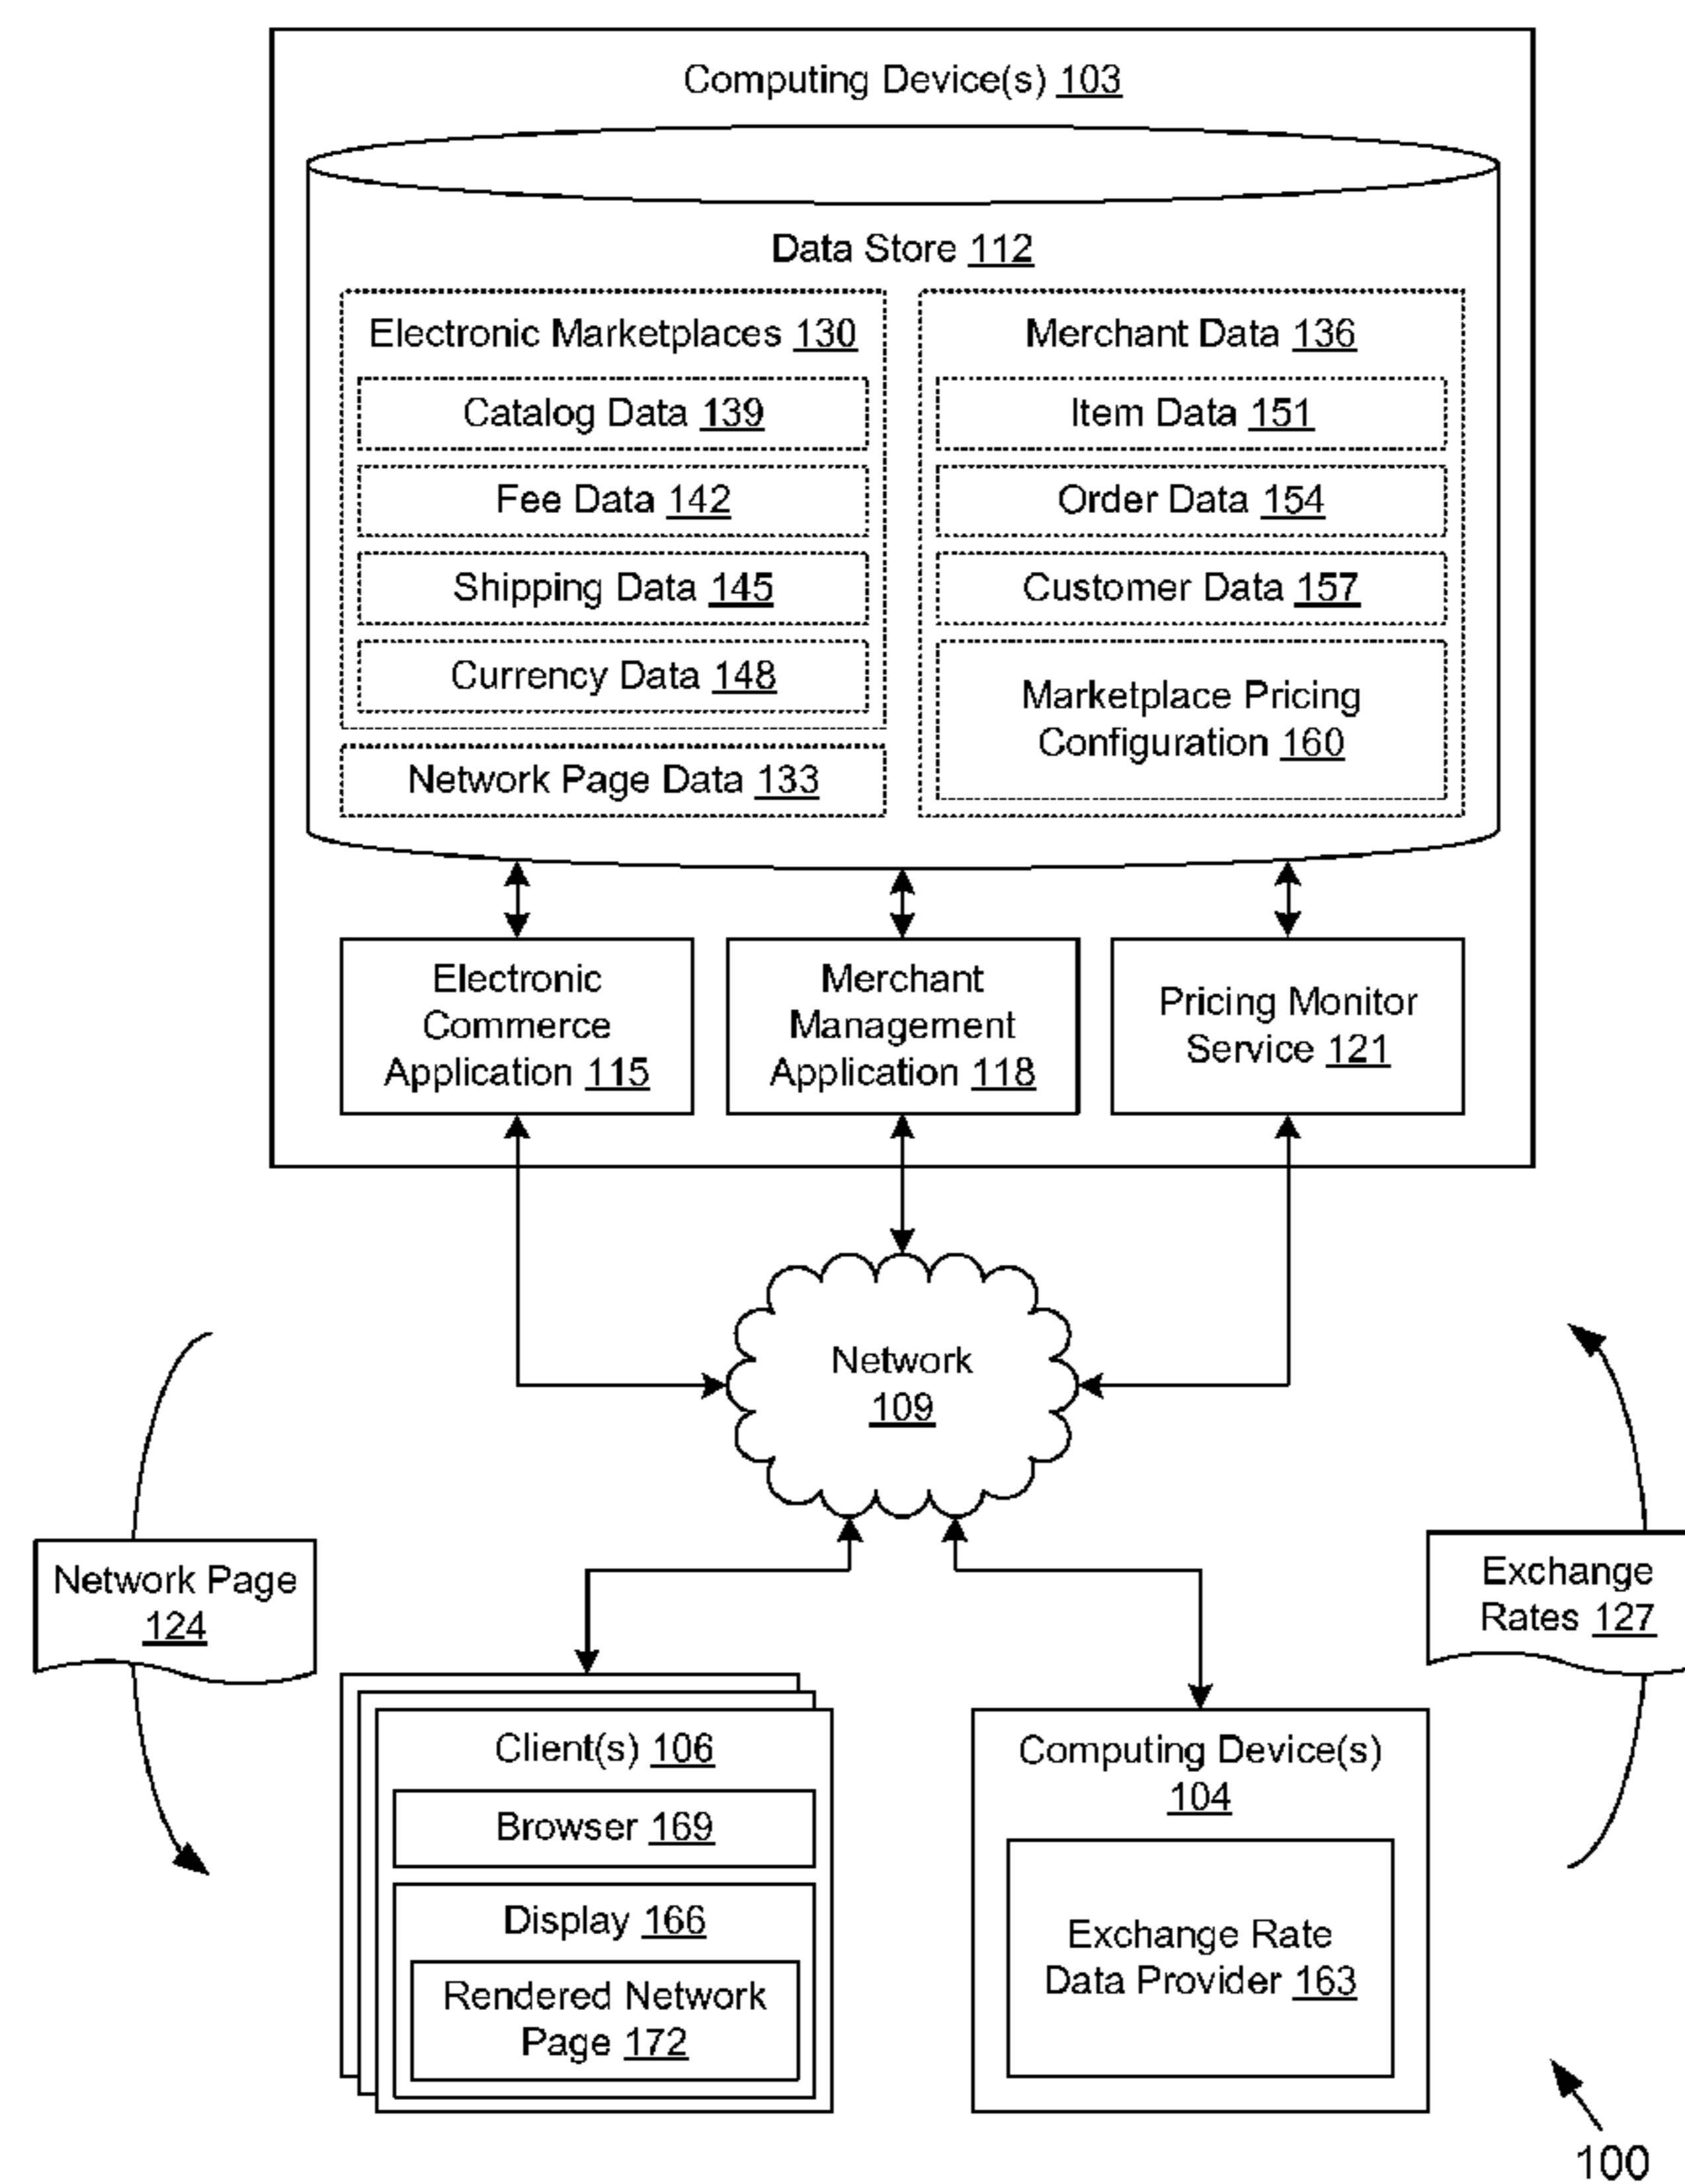 Computing Device(s) 103
Data Store 112
Electronic Marketplaces 130
Catalog Data 139
Fee Data 142
Shipping Data 145
Currency Data 148
Network Page Data 133
Merchant Data 136
Item Data 151
Order Data 154
Customer Data 157
Marketplace Pricing
Configuration 160
Electronic
Commerce
Application 115
Merchant
Management
Application 118
Pricing Monitor
Service 121
Network
109
Network Page
124
Exchange
Rates 127
Client(s) 106
Browser 169
Display 166
Rendered Network
Page 172
Computing Device(s)
104
Exchange Rate
Data Provider 163
100